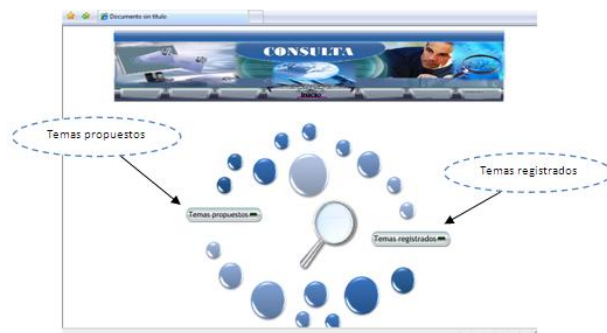 Documento sin título
CONSULTA
Inicio
Temas propuestos
Temas registrados
Temas propuestos
Temas registrados